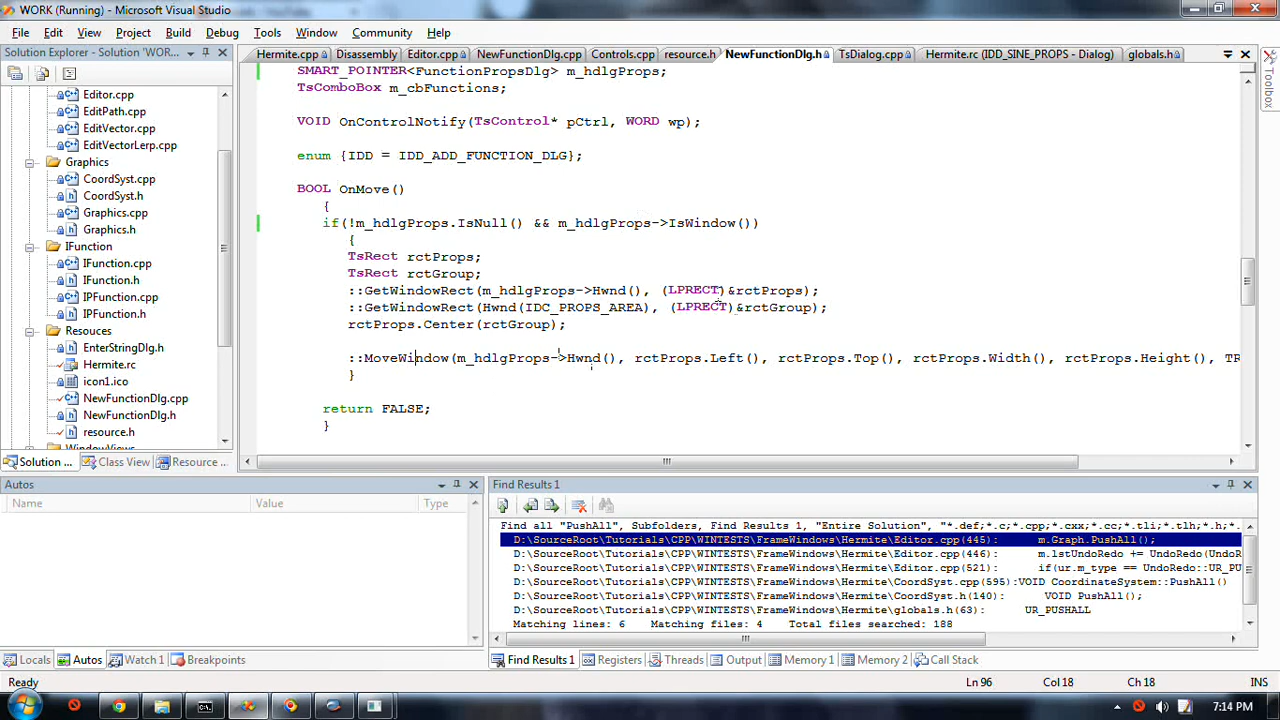 WORK (Running) - Microsoft Visual Studio
File Edit View Project Build Debug Tools Window Community Help
Solution Explorer - Solution 'WOR...
Hermite.cpp Disassembly Editor.cpp NewFunctionDlg.cpp Controls.cpp resource.h NewFunctionDlg.h TsDialog.cpp Hermite.rc (IDD_SINE_PROPS - Dialog) globals.h
Toolbox
Editor.cpp
EditPath.cpp
EditVector.cpp
EditVectorLerp.cpp
Graphics
CoordSyst.cpp
CoordSyst.h
Graphics.cpp
Graphics.h
IFunction
IFunction.cpp
IFunction.h
IPFunction.cpp
IPFunction.h
Resouces
EnterStringDlg.h
Hermite.rc
icon1.ico
NewFunctionDlg.cpp
NewFunctionDlg.h
resource.h
WindowViews
Solution ... Class View Resource ...
SMART_POINTER<FunctionPropsDlg> m_hdlgProps;
TsComboBox m_cbFunctions;
VOID OnControlNotify(TsControl* pCtrl, WORD wp);
enum {IDD = IDD_ADD_FUNCTION_DLG};
BOOL OnMove()
{
if(!m_hdlgProps.IsNull() && m_hdlgProps->IsWindow())
{
TsRect rctProps;
TsRect rctGroup;
::GetWindowRect(m_hdlgProps->Hwnd(), (LPRECT)&rctProps);
::GetWindowRect(Hwnd(IDC_PROPS_AREA), (LPRECT)&rctGroup);
rctProps.Center(rctGroup);
::MoveWindow(m_hdlgProps->Hwnd(), rctProps.Left(), rctProps.Top(), rctProps.Width(), rctProps.Height(), TR
}
return FALSE;
}
Autos
Name Value Type
Locals Autos Watch 1 Breakpoints
Find Results 1
Find all "PushAll", Subfolders, Find Results 1, "Entire Solution", "*.def;*.c;*.cpp;*.cxx;*.cc;*.tli;*.tlh;*.h;*
D:\SourceRoot\Tutorials\CPP\WINTESTS\FrameWindows\Hermite\Editor.cpp(445): m.Graph.PushAll();
D:\SourceRoot\Tutorials\CPP\WINTESTS\FrameWindows\Hermite\Editor.cpp(446): m.lstUndoRedo += UndoRedo(UndoR
D:\SourceRoot\Tutorials\CPP\WINTESTS\FrameWindows\Hermite\Editor.cpp(521): if(ur.m_type == UndoRedo::UR_PU
D:\SourceRoot\Tutorials\CPP\WINTESTS\FrameWindows\Hermite\CoordSyst.cpp(595):VOID CoordinateSystem::PushAll()
D:\SourceRoot\Tutorials\CPP\WINTESTS\FrameWindows\Hermite\CoordSyst.h(140): VOID PushAll();
D:\SourceRoot\Tutorials\CPP\WINTESTS\FrameWindows\Hermite\globals.h(63): UR_PUSHALL
Matching lines: 6 Matching files: 4 Total files searched: 188
Find Results 1 Registers Threads Output Memory 1 Memory 2 Call Stack
Ready Ln 96 Col 18 Ch 18 INS
7:14 PM